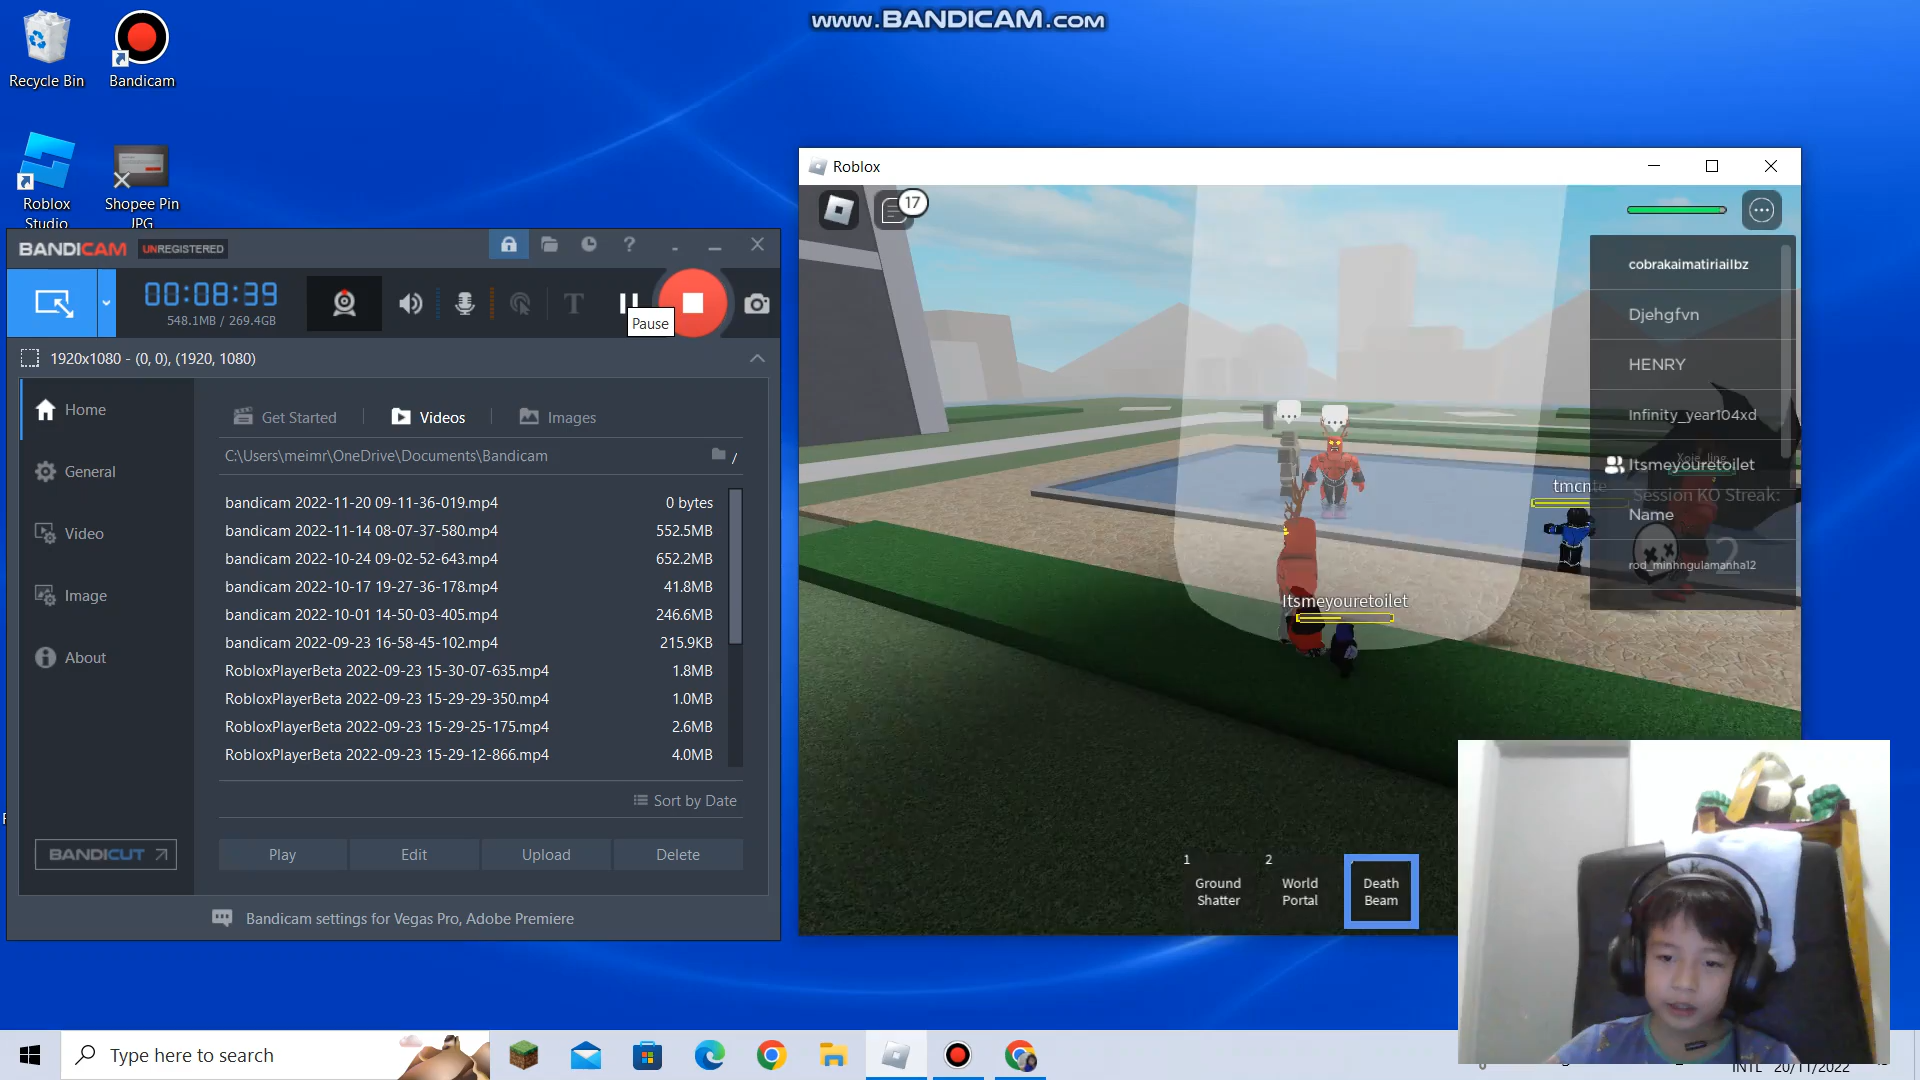 www.BANDICAM.com
Recycle Bin
Bandicam
Roblox Studio
Shopee Pin JPG
BANDICAM UNREGISTERED
00:08:39
548.1MB / 269.4GB
Pause
1920x1080 - (0, 0), (1920, 1080)
Home
General
Video
Image
About
BANDICUT
Get Started
Videos
Images
C:\Users\meimr\OneDrive\Documents\Bandicam
/
bandicam 2022-11-20 09-11-36-019.mp4 0 bytes
bandicam 2022-11-14 08-07-37-580.mp4 552.5MB
bandicam 2022-10-24 09-02-52-643.mp4 652.2MB
bandicam 2022-10-17 19-27-36-178.mp4 41.8MB
bandicam 2022-10-01 14-50-03-405.mp4 246.6MB
bandicam 2022-09-23 16-58-45-102.mp4 215.9KB
RobloxPlayerBeta 2022-09-23 15-30-07-635.mp4 1.8MB
RobloxPlayerBeta 2022-09-23 15-29-29-350.mp4 1.0MB
RobloxPlayerBeta 2022-09-23 15-29-25-175.mp4 2.6MB
RobloxPlayerBeta 2022-09-23 15-29-12-866.mp4 4.0MB
Sort by Date
Play
Edit
Upload
Delete
Bandicam settings for Vegas Pro, Adobe Premiere
Roblox
17
cobrakaimatiriailbz
Djehgfvn
HENRY
Infinity_year104xd
Itsmeyouretoilet
Session KO Streak:
Name
2
rod_minhngulamanha12
tmcnte
Itsmeyouretoilet
1
Ground Shatter
2
World Portal
Death Beam
Type here to search
INTL 20/11/2022